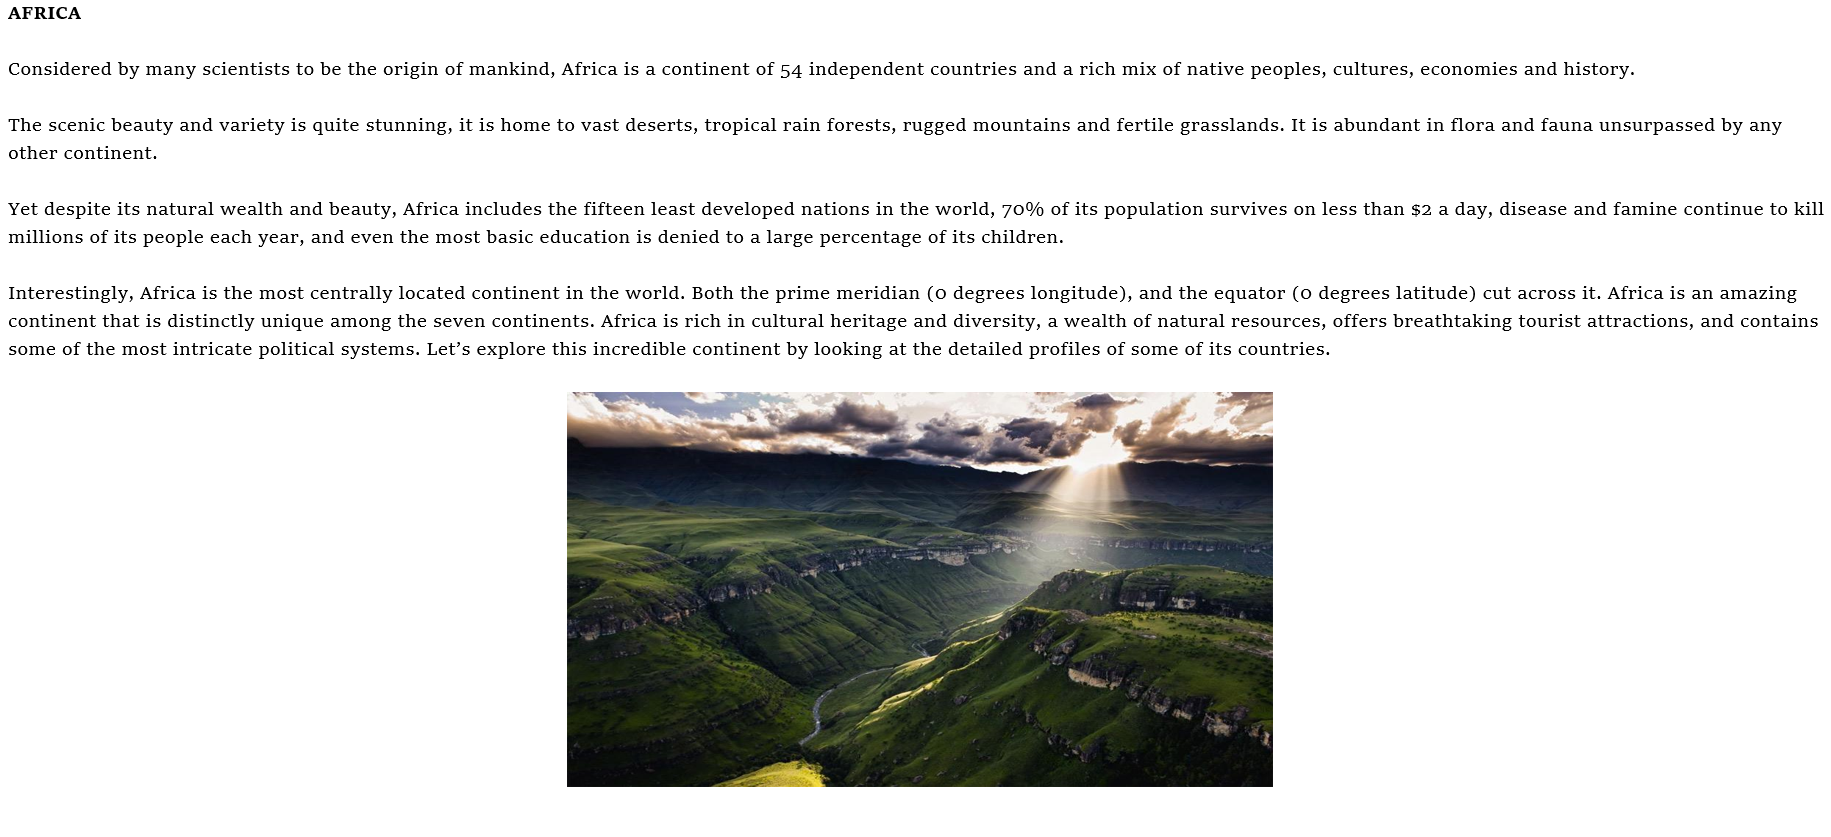 AFRICA
Considered by many scientists to be the origin of mankind, Africa is a continent of 54 independent countries and a rich mix of native peoples, cultures, economies and history.
The scenic beauty and variety is quite stunning, it is home to vast deserts, tropical rain forests, rugged mountains and fertile grasslands. It is abundant in flora and fauna unsurpassed by any
other continent.
Yet despite its natural wealth and beauty, Africa includes the fifteen least developed nations in the world, 70% of its population survives on less than $2 a day, disease and famine continue to kill
millions of its people each year, and even the most basic education is denied to a large percentage of its children.
Interestingly, Africa is the most centrally located continent in the world. Both the prime meridian (0 degrees longitude), and the equator (0 degrees latitude) cut across it. Africa is an amazing
continent that is distinctly unique among the seven continents. Africa is rich in cultural heritage and diversity, a wealth of natural resources, offers breathtaking tourist attractions, and contains
some of the most intricate political systems. Let’s explore this incredible continent by looking at the detailed profiles of some of its countries.